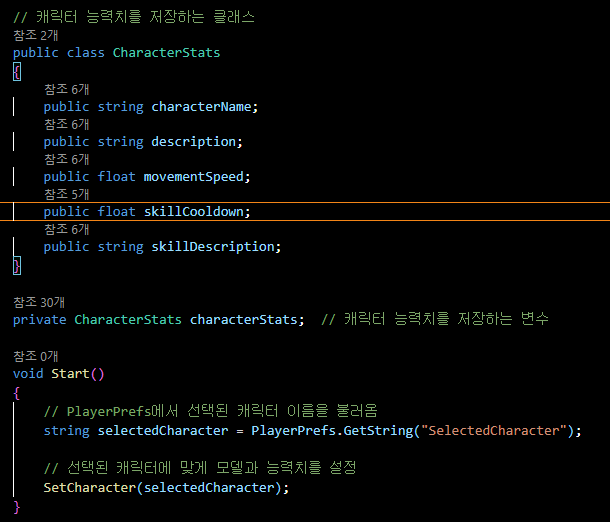 // 캐릭터 능력치를 저장하는 클래스
참조 2개
public class CharacterStats
{
참조 6개
public string characterName;
참조 6개
public string description;
참조 6개
public float movementSpeed;
참조 5개
public float skillCooldown;
참조 6개
public string skillDescription;
}
참조 30개
private CharacterStats characterStats;  // 캐릭터 능력치를 저장하는 변수
참조 0개
void Start()
{
// PlayerPrefs에서 선택된 캐릭터 이름을 불러옴
string selectedCharacter = PlayerPrefs.GetString("SelectedCharacter");
// 선택된 캐릭터에 맞게 모델과 능력치를 설정
SetCharacter(selectedCharacter);
}